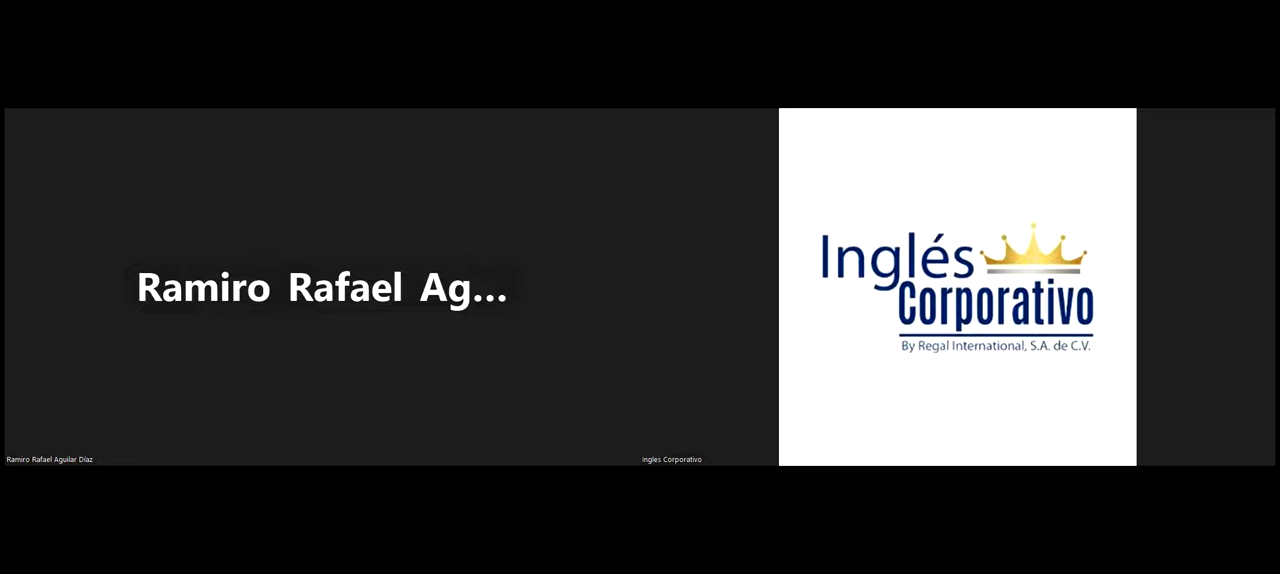 Ramiro Rafael Ag...
Inglés
Corporativo
By Regal International, S.A. de C.V.
Ramiro Rafael Aguilar Díaz
Ingles Corporativo